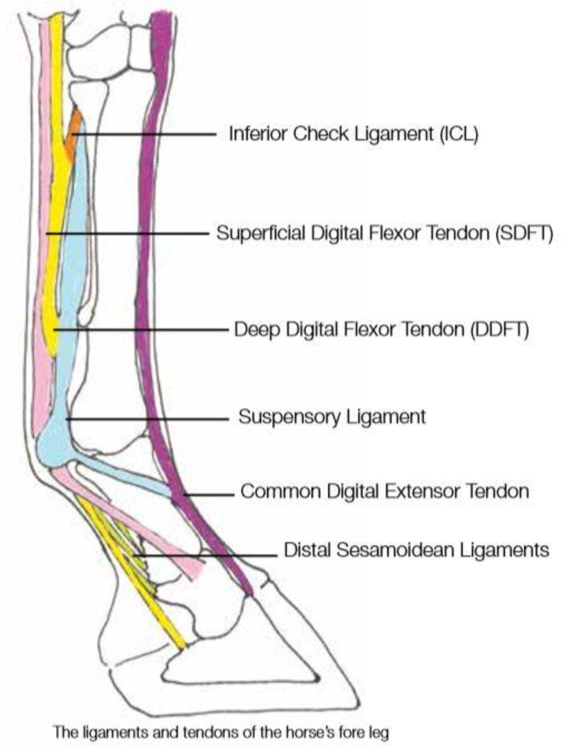 Inferior Check Ligament (ICL)
Superficial Digital Flexor Tendon (SDFT)
Deep Digital Flexor Tendon (DDFT)
Suspensory Ligament
Common Digital Extensor Tendon
Distal Sesamoidean Ligaments
The ligaments and tendons of the horse's fore leg